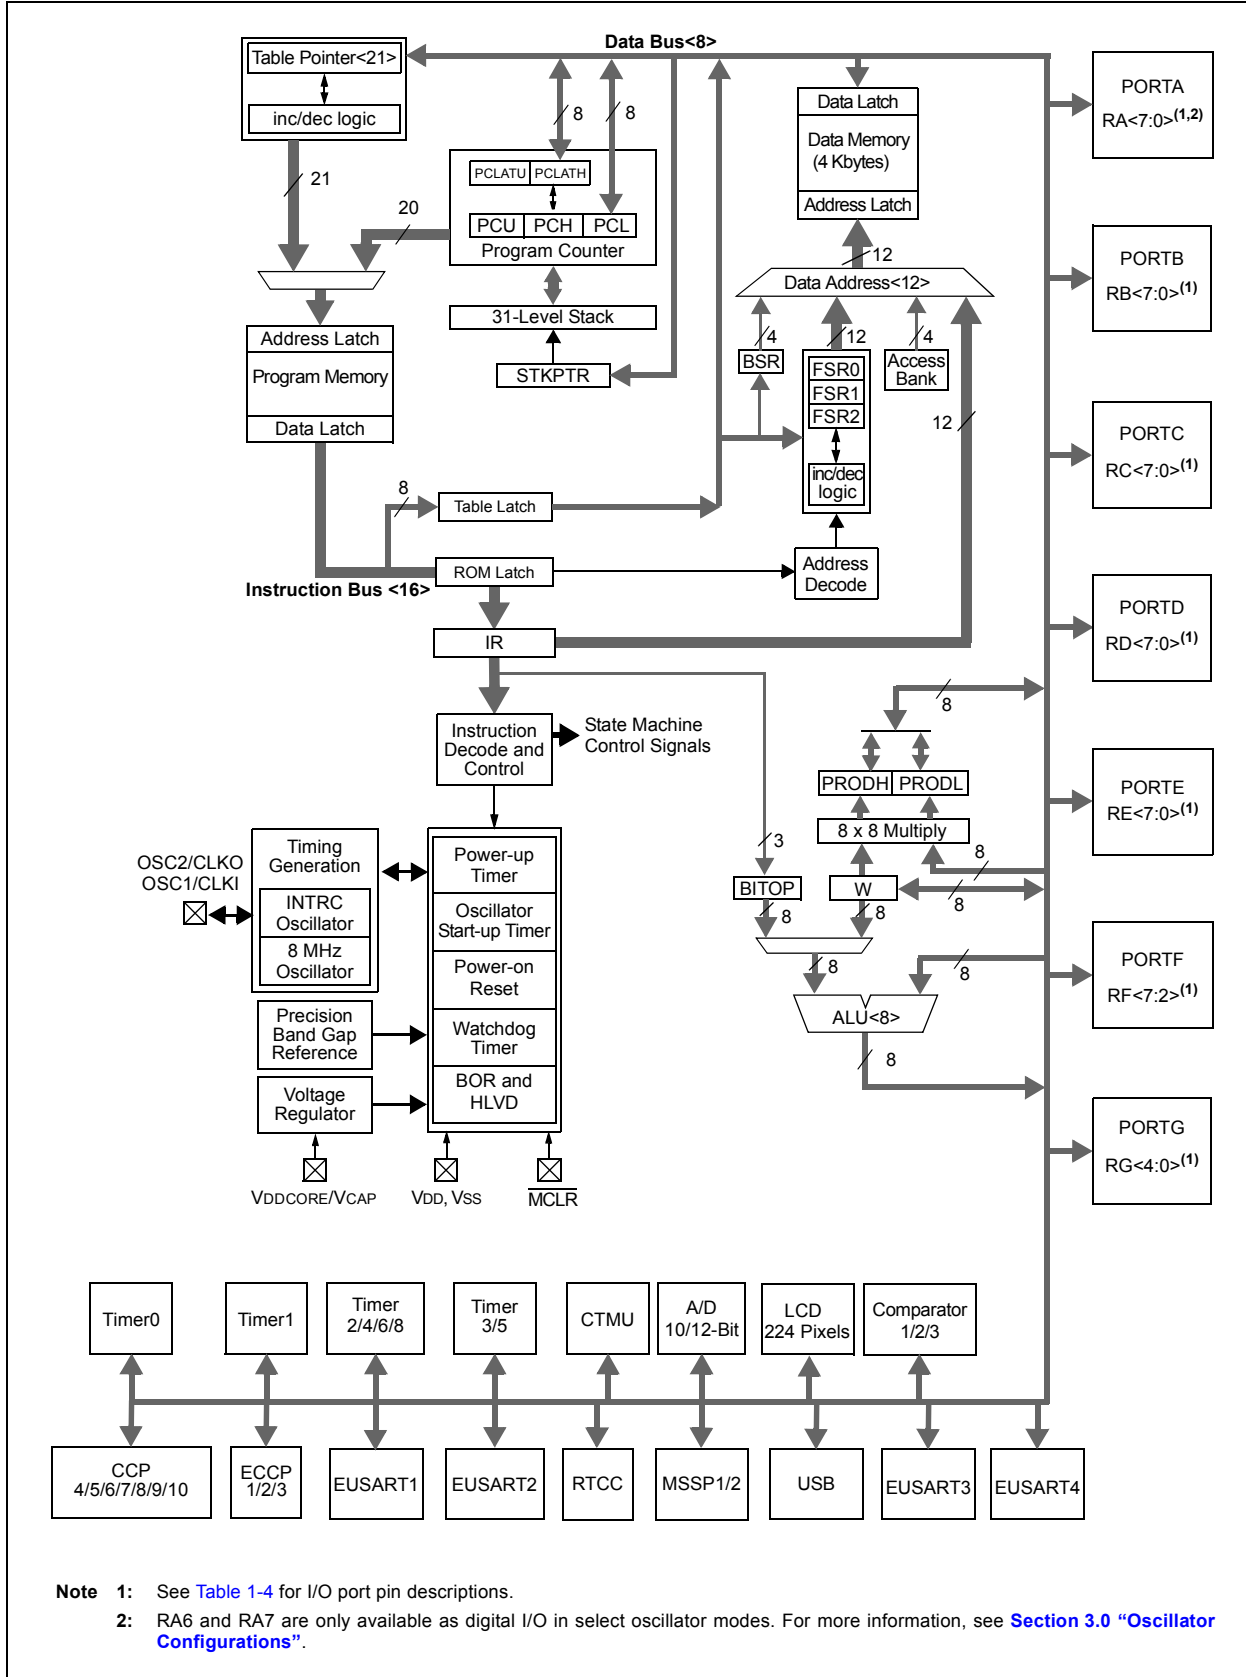 Data Bus<8>
Table Pointer<21>
inc/dec logic
21
20
8
8
PCLATU PCLATH
PCU PCH PCL
Program Counter
31-Level Stack
STKPTR
Data Latch
Data Memory
(4 Kbytes)
Address Latch
12
Data Address<12>
4
12
4
BSR
FSR0
FSR1
FSR2
inc/dec
logic
Access
Bank
12
Address Latch
Program Memory
Data Latch
8
Table Latch
ROM Latch
Instruction Bus <16>
Address
Decode
IR
Instruction
Decode and
Control
State Machine
Control Signals
8
PRODH PRODL
8 x 8 Multiply
3
8
BITOP
W
8
8
8
8
8
ALU<8>
8
OSC2/CLKO
OSC1/CLKI
Timing
Generation
INTRC
Oscillator
8 MHz
Oscillator
Precision
Band Gap
Reference
Voltage
Regulator
Power-up
Timer
Oscillator
Start-up Timer
Power-on
Reset
Watchdog
Timer
BOR and
HLVD
VDDCORE/VCAP
VDD, VSS
MCLR
PORTA
RA<7:0>(1,2)
PORTB
RB<7:0>(1)
PORTC
RC<7:0>(1)
PORTD
RD<7:0>(1)
PORTE
RE<7:0>(1)
PORTF
RF<7:2>(1)
PORTG
RG<4:0>(1)
Timer0
Timer1
Timer
2/4/6/8
Timer
3/5
CTMU
A/D
10/12-Bit
LCD
224 Pixels
Comparator
1/2/3
CCP
4/5/6/7/8/9/10
ECCP
1/2/3
EUSART1
EUSART2
RTCC
MSSP1/2
USB
EUSART3
EUSART4
Note 1: See Table 1-4 for I/O port pin descriptions.
2: RA6 and RA7 are only available as digital I/O in select oscillator modes. For more information, see Section 3.0 “Oscillator
Configurations”.